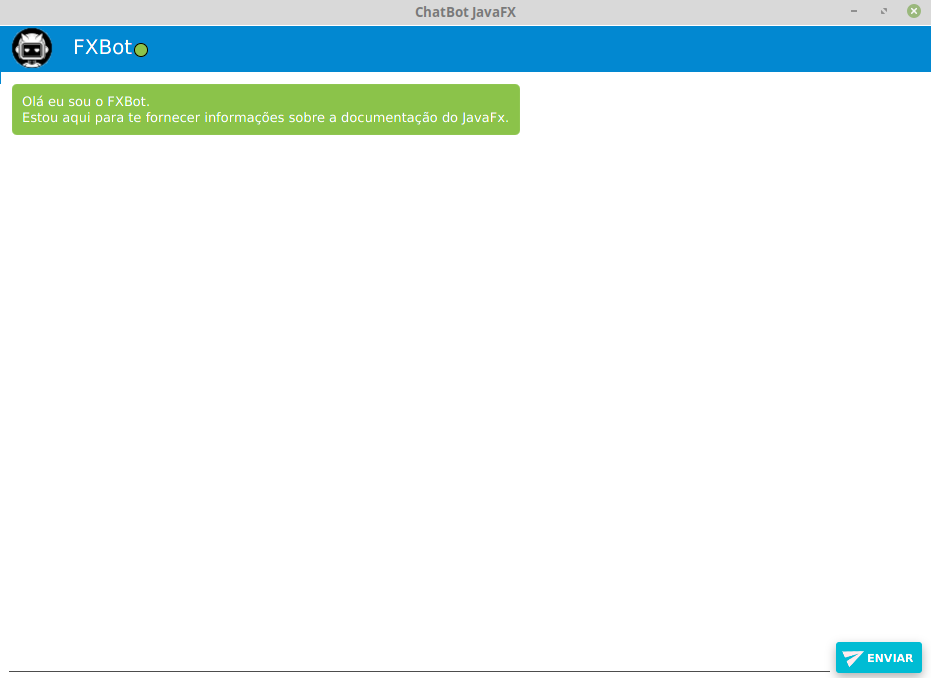 ChatBot JavaFX
FXBot
Olá eu sou o FXBot.
Estou aqui para te fornecer informações sobre a documentação do JavaFx.
ENVIAR